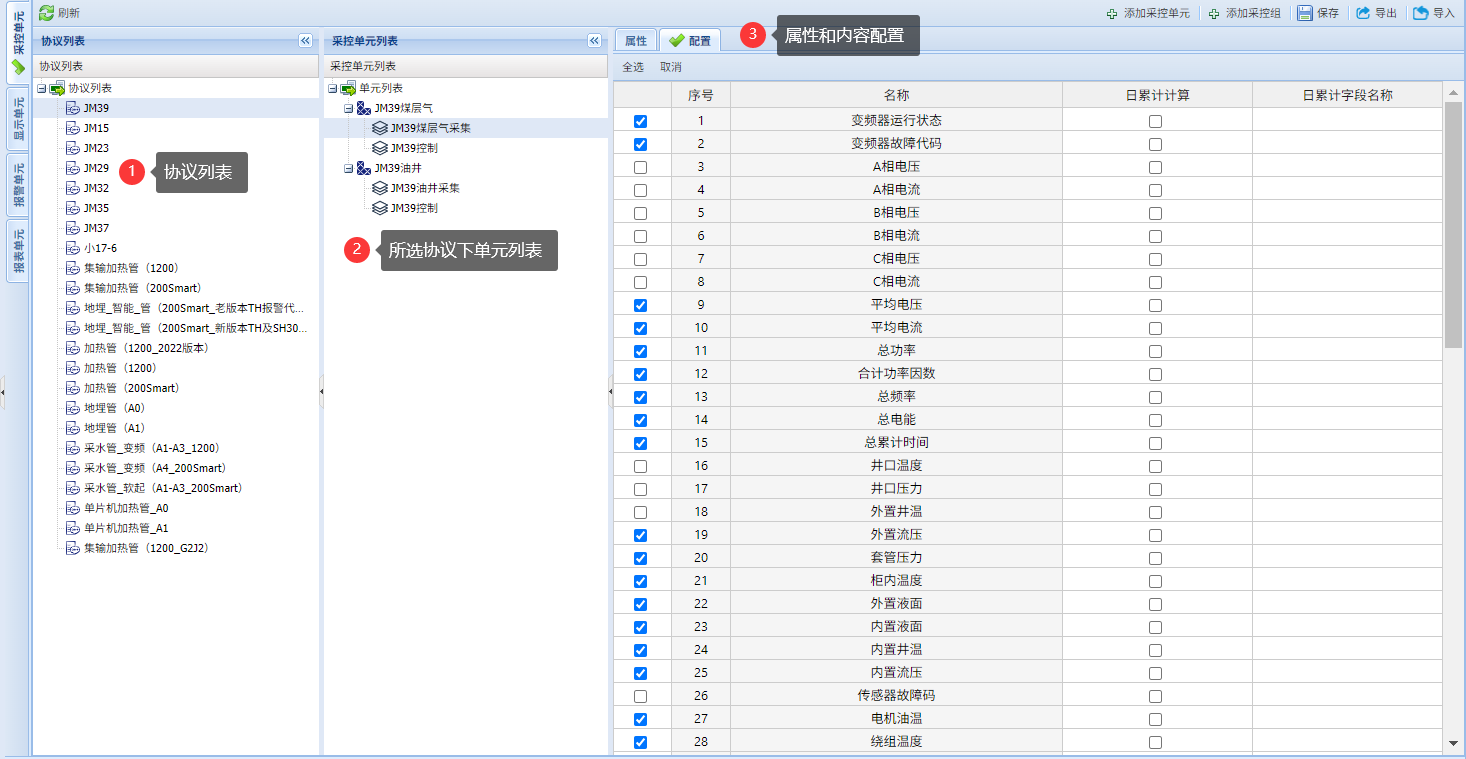 刷新
添加采控单元
添加采控组
保存
导出
导入
采控单元
显示单元
报警单元
报表单元
协议列表
协议列表
协议列表
JM39
JM15
JM23
JM29
JM32
JM35
JM37
小17-6
集输加热管（1200）
集输加热管（200Smart）
地埋_智能_管（200Smart_老版本TH报警代...
地埋_智能_管（200Smart_新版本TH及SH30...
加热管（1200_2022版本）
加热管（1200）
加热管（200Smart）
地埋管（A0）
地埋管（A1）
采水管_变频（A1-A3_1200）
采水管_变频（A4_200Smart）
采水管_软起（A1-A3_200Smart）
单片机加热管_A0
单片机加热管_A1
集输加热管（1200_G2J2）
1 协议列表
采控单元列表
采控单元列表
单元列表
JM39煤层气
JM39煤层气采集
JM39控制
JM39油井
JM39油井采集
JM39控制
2 所选协议下单元列表
属性
配置
3 属性和内容配置
全选
取消
序号 名称 日累计计算 日累计字段名称
1 变频器运行状态
2 变频器故障代码
3 A相电压
4 A相电流
5 B相电压
6 B相电流
7 C相电压
8 C相电流
9 平均电压
10 平均电流
11 总功率
12 合计功率因数
13 总频率
14 总电能
15 总累计时间
16 井口温度
17 井口压力
18 外置井温
19 外置流压
20 套管压力
21 柜内温度
22 外置液面
23 内置液面
24 内置井温
25 内置流压
26 传感器故障码
27 电机油温
28 绕组温度